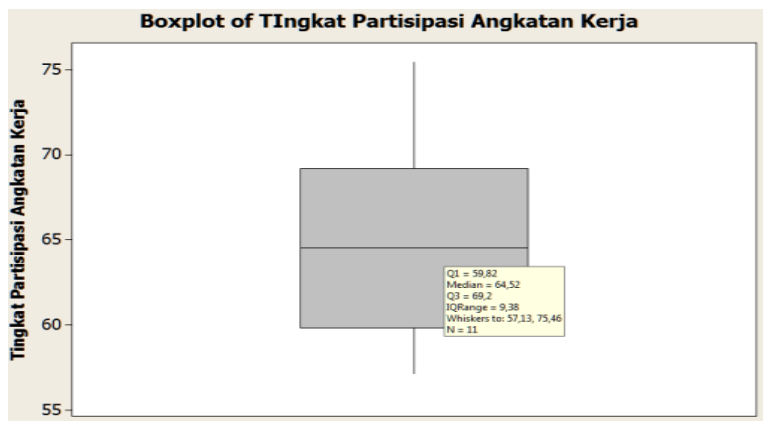 Boxplot of TIngkat Partisipasi Angkatan Kerja
Tingkat Partisipasi Angkatan Kerja
75
70
65
60
55
Q1 = 59,82
Median = 64,52
Q3 = 69,2
IQRange = 9,38
Whiskers to: 57,13, 75,46
N = 11